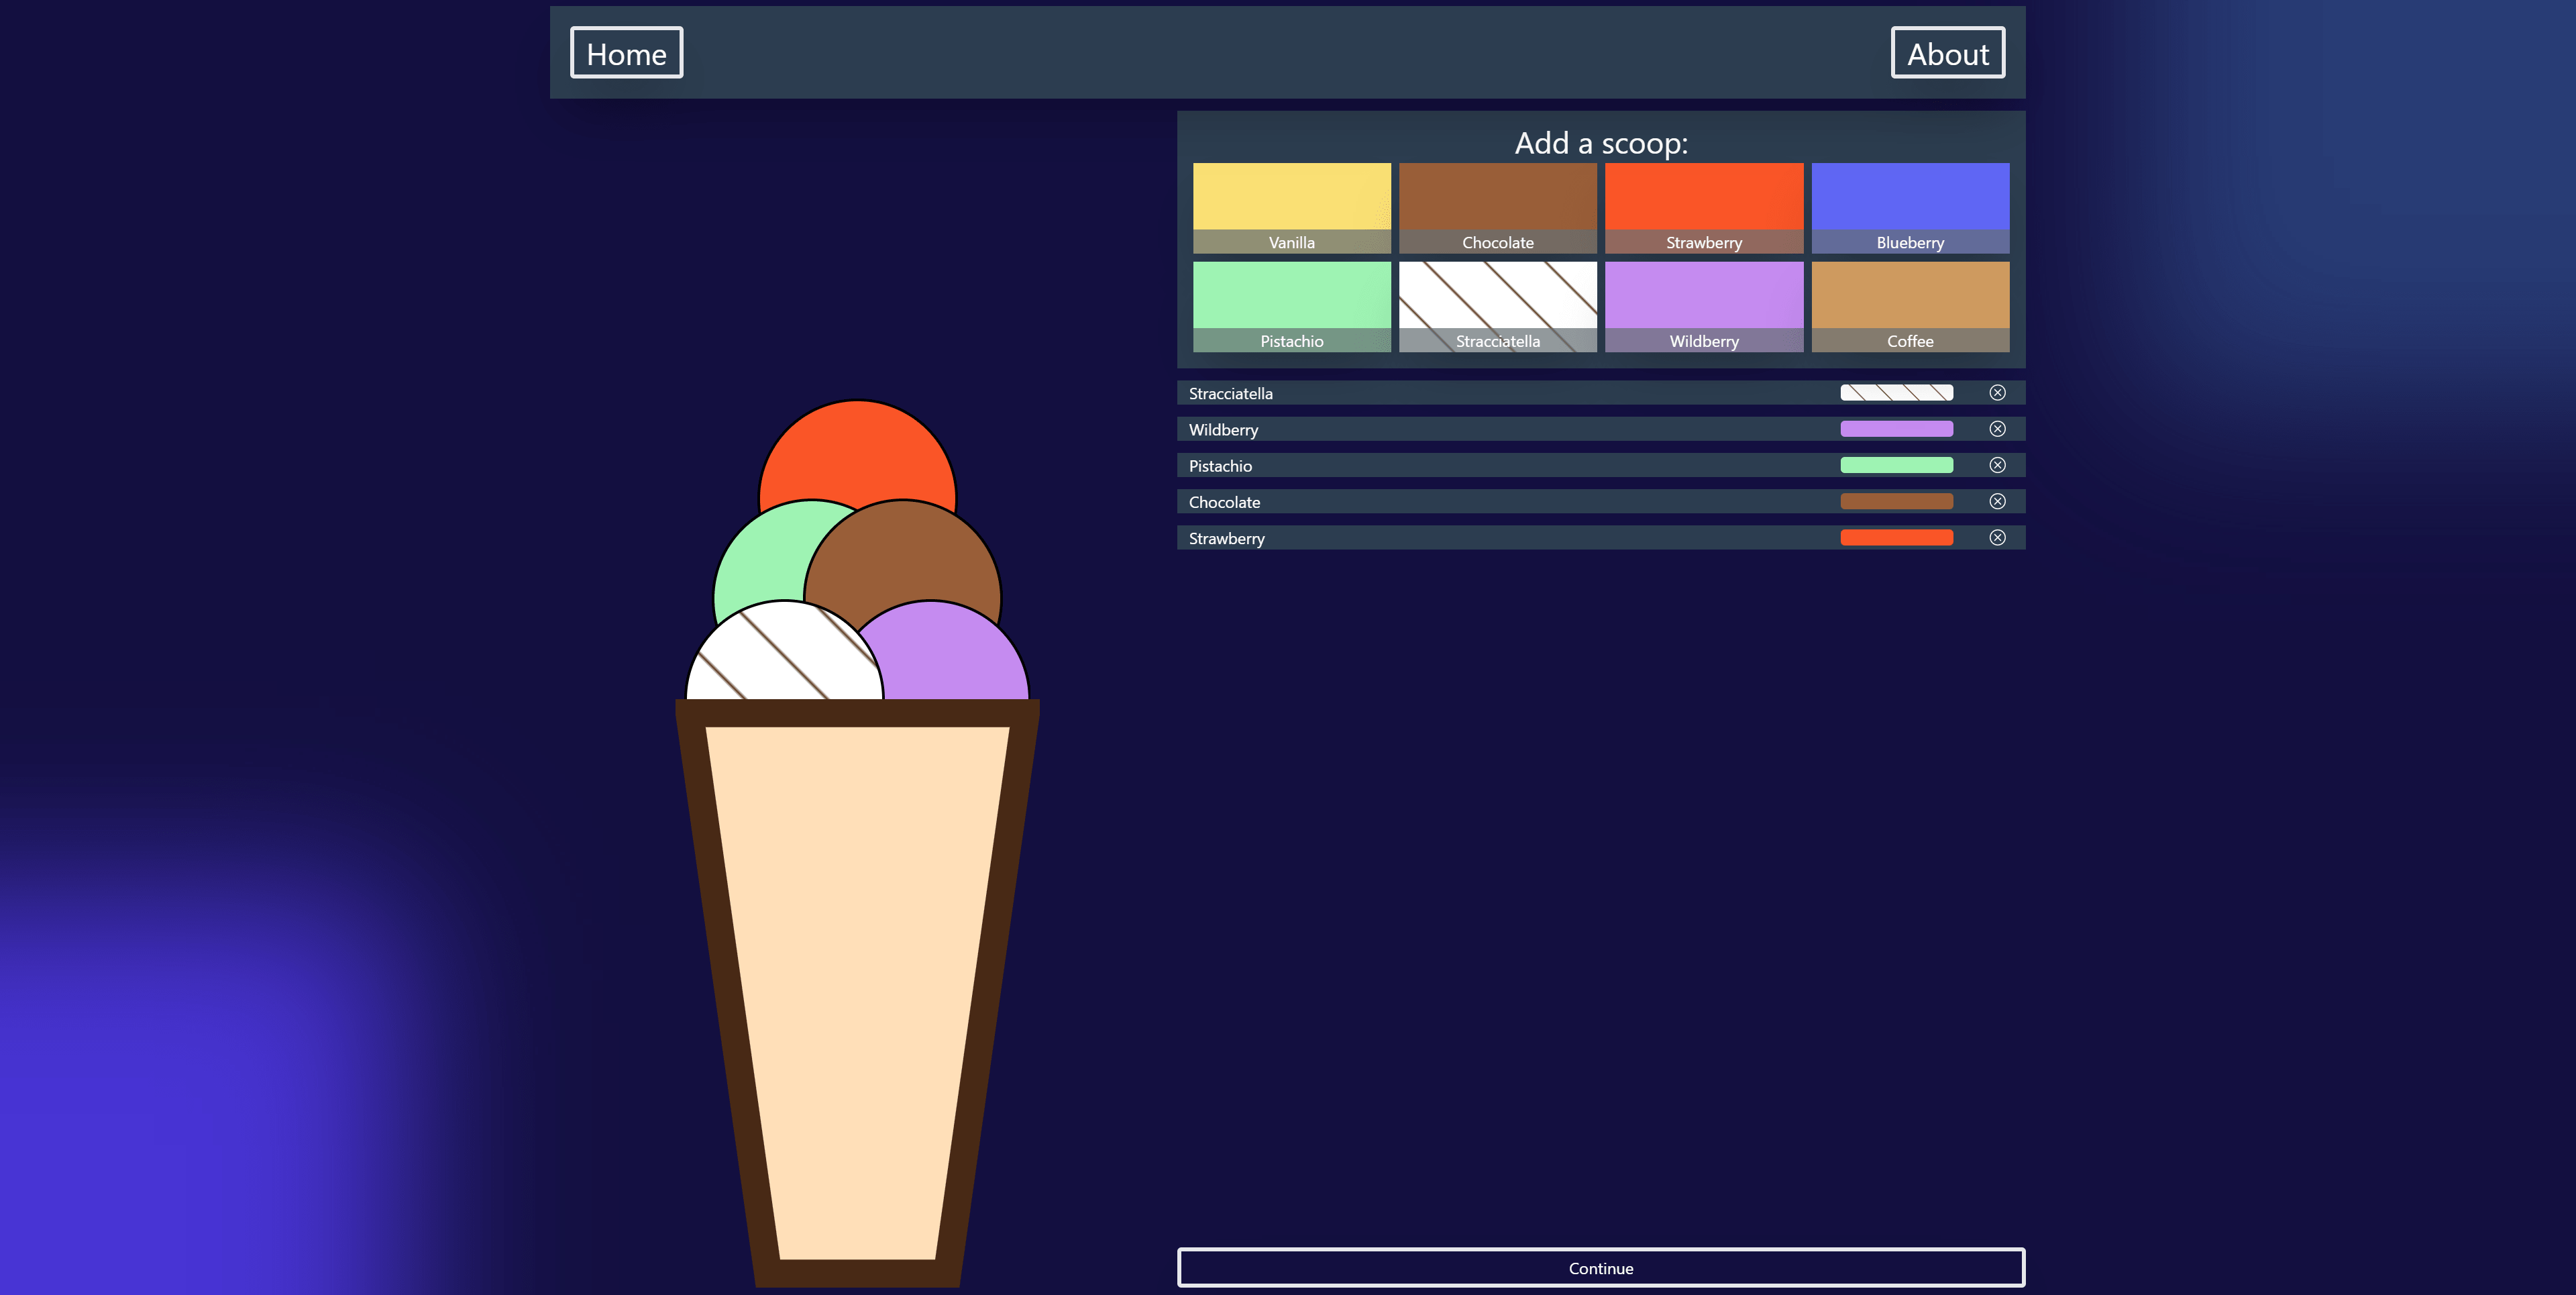 Home
About
Add a scoop:
Vanilla
Chocolate
Strawberry
Blueberry
Pistachio
Stracciatella
Wildberry
Coffee
Stracciatella
Wildberry
Pistachio
Chocolate
Strawberry
Continue